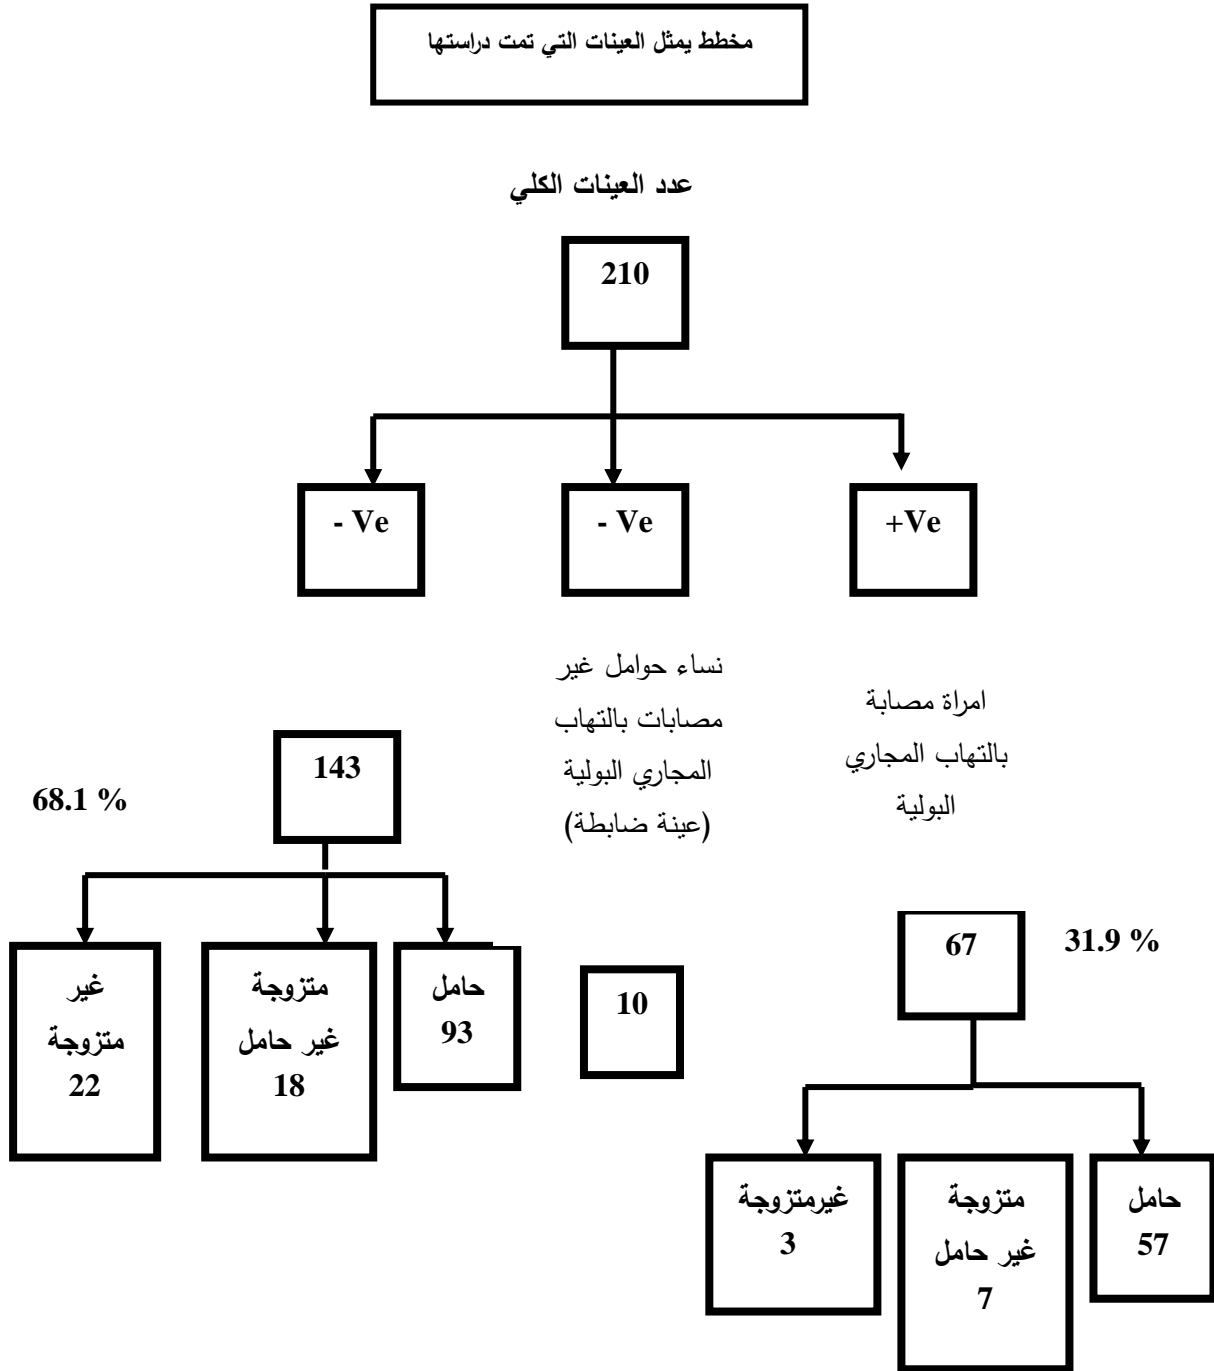 مخطط يمثل العينات التي تمت دراستها
عدد العينات الكلي
210
+Ve
- Ve
- Ve
امراة مصابة
بالتهاب المجاري
البولية
نساء حوامل غير
مصابات بالتهاب
المجاري البولية
(عينة ضابطة)
143
68.1 %
67
31.9 %
10
حامل
93
متزوجة
غير حامل
18
غير
متزوجة
22
حامل
57
متزوجة
غير حامل
7
غيرمتزوجة
3